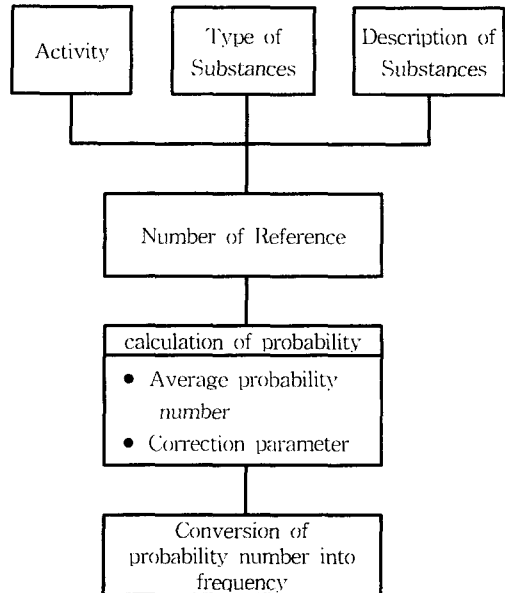 Activity
Type of
Substances
Description of
Substances
Number of Reference
calculation of probability
• Average probability
number
• Correction parameter
Conversion of
probability number into
frequency